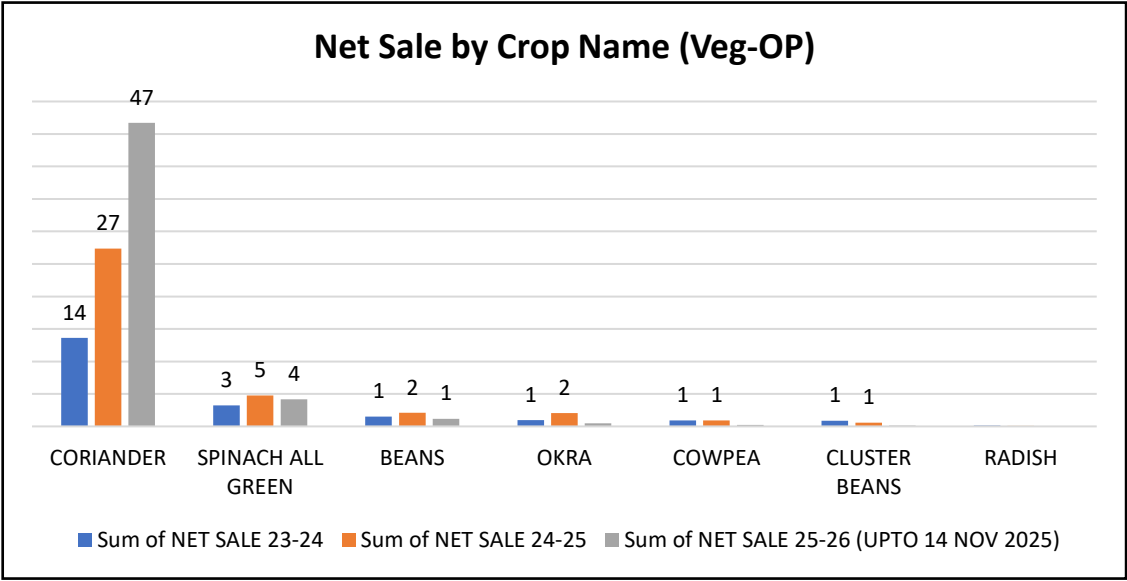 Net Sale by Crop Name (Veg-OP)
47
27
14
3 5 4
1 2 1
1 2
1 1
1 1
CORIANDER SPINACH ALL BEANS OKRA COWPEA CLUSTER RADISH
GREEN BEANS
Sum of NET SALE 23-24 Sum of NET SALE 24-25 Sum of NET SALE 25-26 (UPTO 14 NOV 2025)